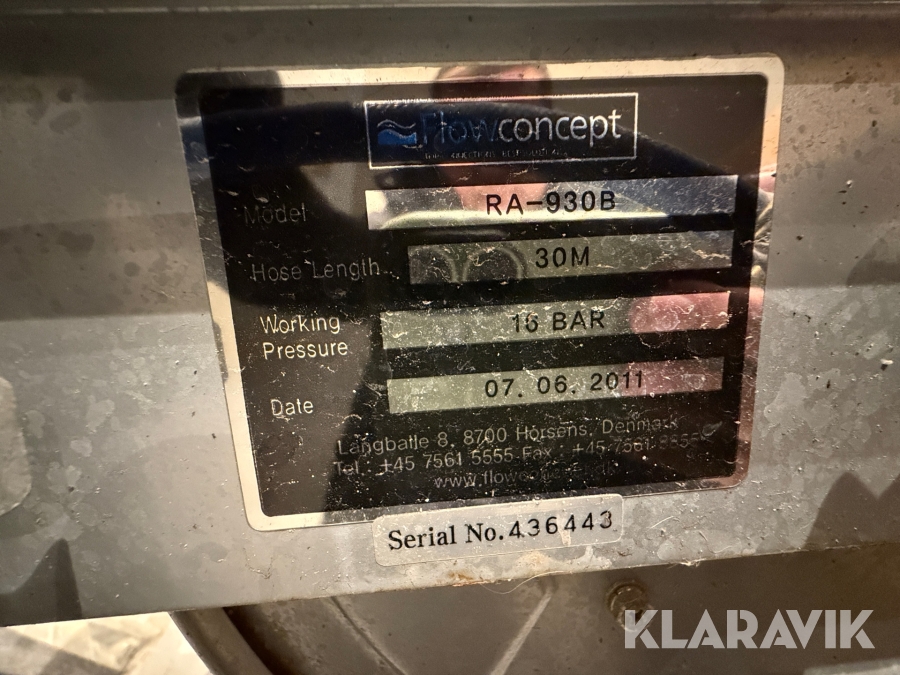 Flowconcept
Model RA-930B
Hose Length 30M
Working
Pressure 16 BAR
Date 07. 06. 2011
Langballe 8, 8700 Horsens, Denmark
Tel.: +45 7561 5555 Fax.: +45 7561
Serial No. 436443
KLARAVIK